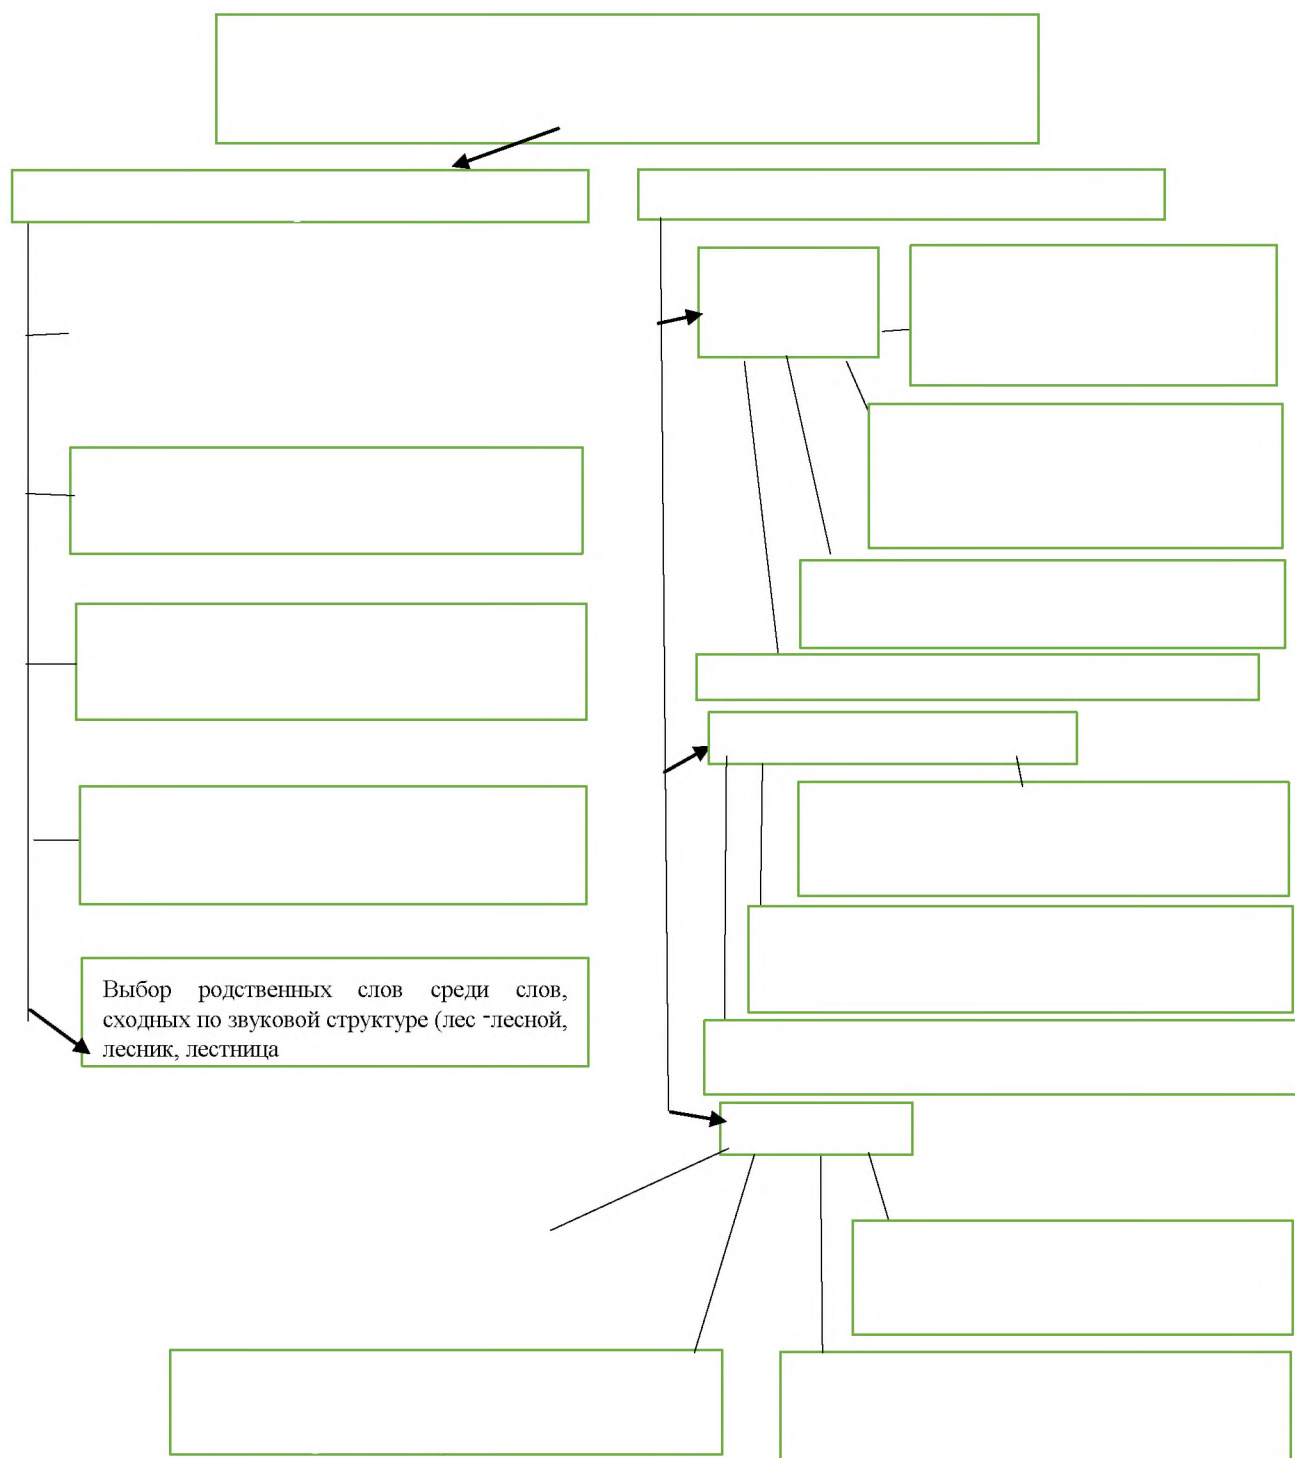 Выбор родственных слов среди слов,
сходных по звуковой структуре (лес -лесной,
лесник, лестница